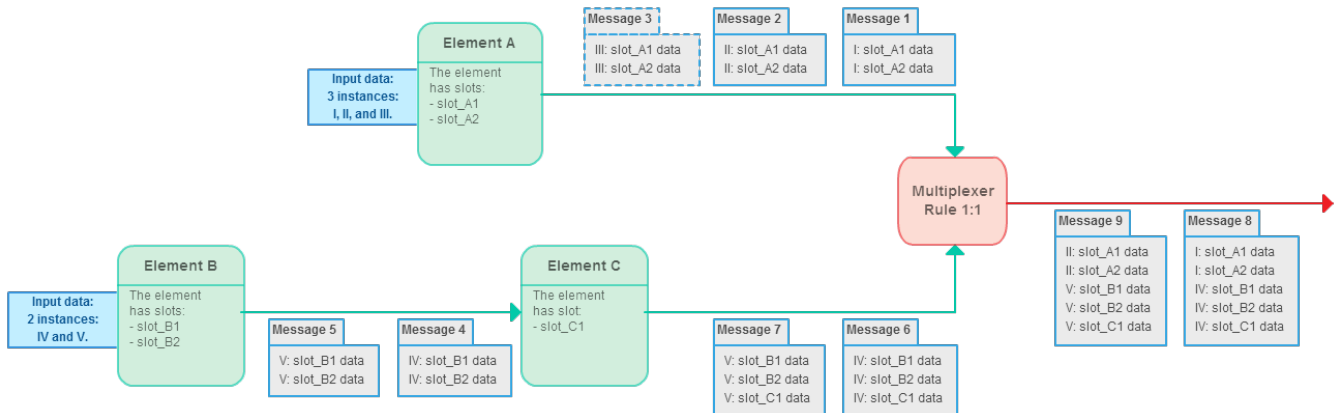 Message 3
III: slot_A1 data
III: slot_A2 data
Message 2
II: slot_A1 data
II: slot_A2 data
Message 1
I: slot_A1 data
I: slot_A2 data
Element A
The element
has slots:
- slot_A1
- slot_A2
Input data:
3 instances:
I, II, and III.
Multiplexer
Rule 1:1
Message 9
II: slot_A1 data
II: slot_A2 data
V: slot_B1 data
V: slot_B2 data
V: slot_C1 data
Message 8
I: slot_A1 data
I: slot_A2 data
IV: slot_B1 data
IV: slot_B2 data
IV: slot_C1 data
Input data:
2 instances:
IV and V.
Element B
The element
has slots:
- slot_B1
- slot_B2
Message 5
V: slot_B1 data
V: slot_B2 data
Message 4
IV: slot_B1 data
IV: slot_B2 data
Element C
The element
has slot:
- slot_C1
Message 7
V: slot_B1 data
V: slot_B2 data
V: slot_C1 data
Message 6
IV: slot_B1 data
IV: slot_B2 data
IV: slot_C1 data